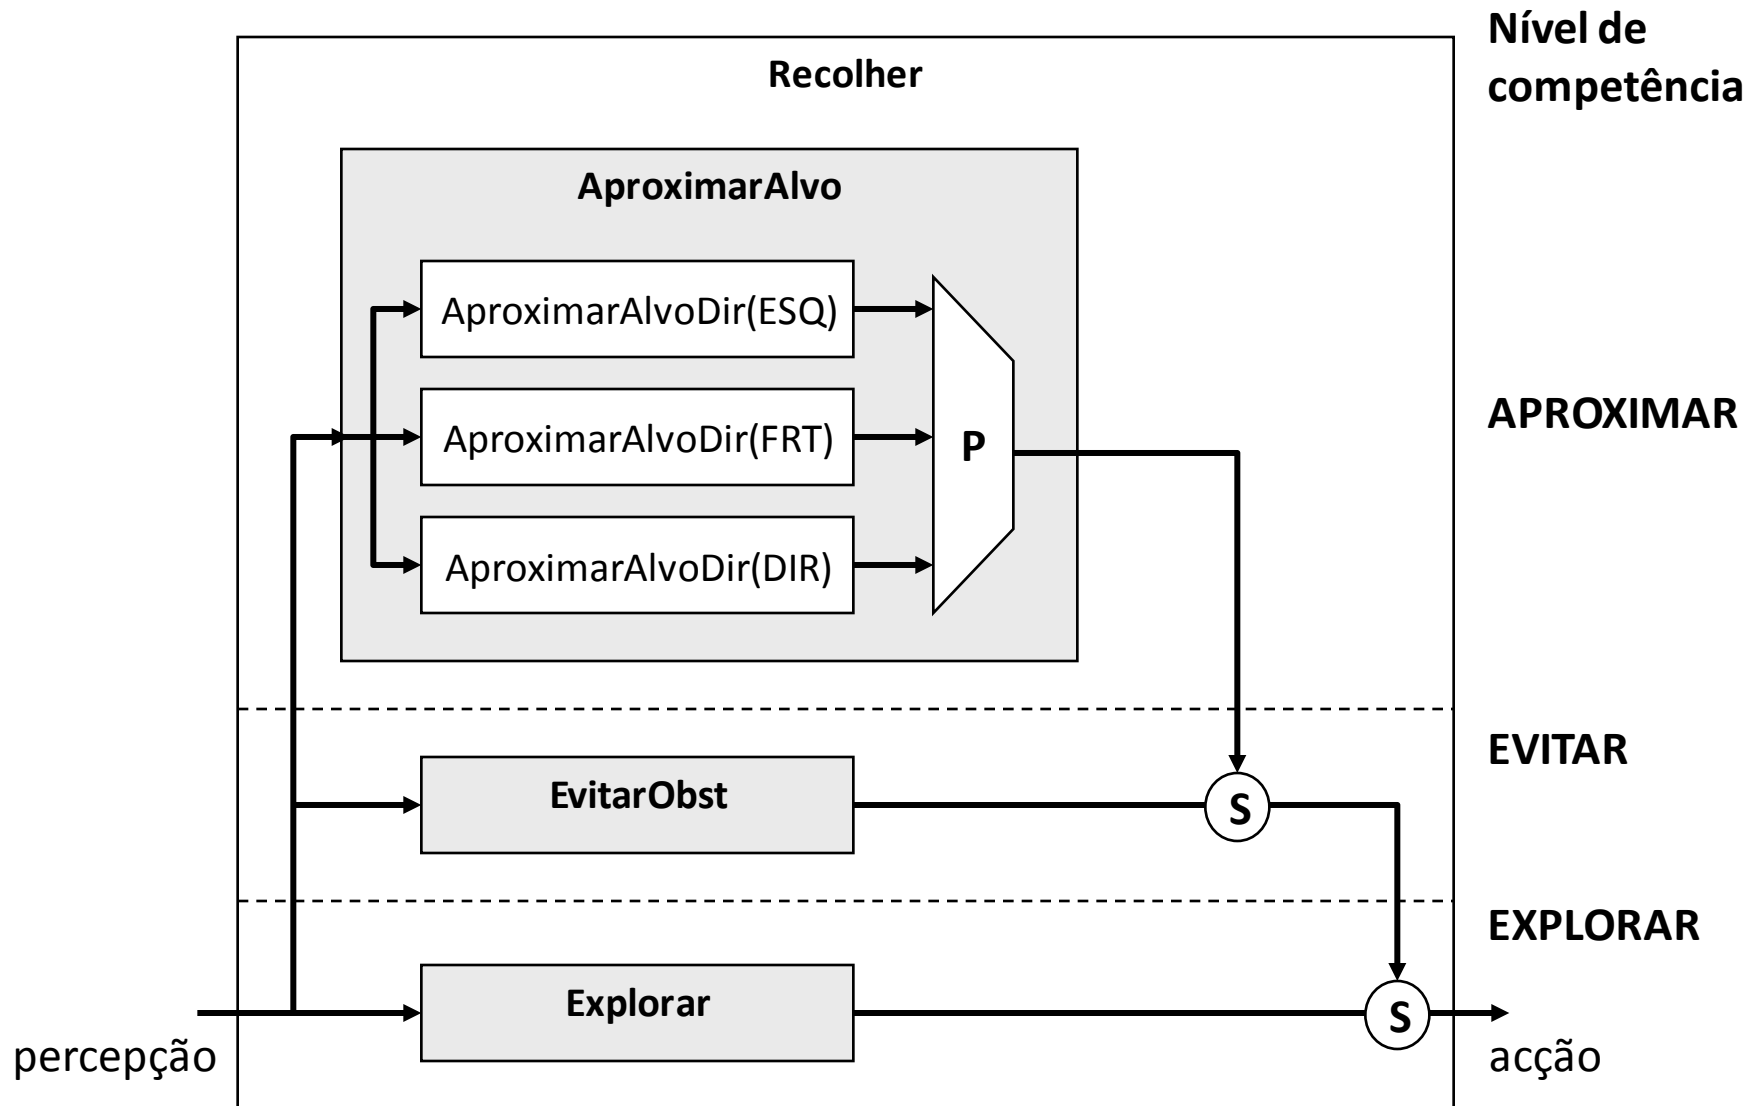 Nível de
competência
Recolher
AproximarAlvo
AproximarAlvoDir(ESQ)
AproximarAlvoDir(FRT)
P
APROXIMAR
AproximarAlvoDir(DIR)
EvitarObst
S
EVITAR
EXPLORAR
Explorar
S
percepção
acção